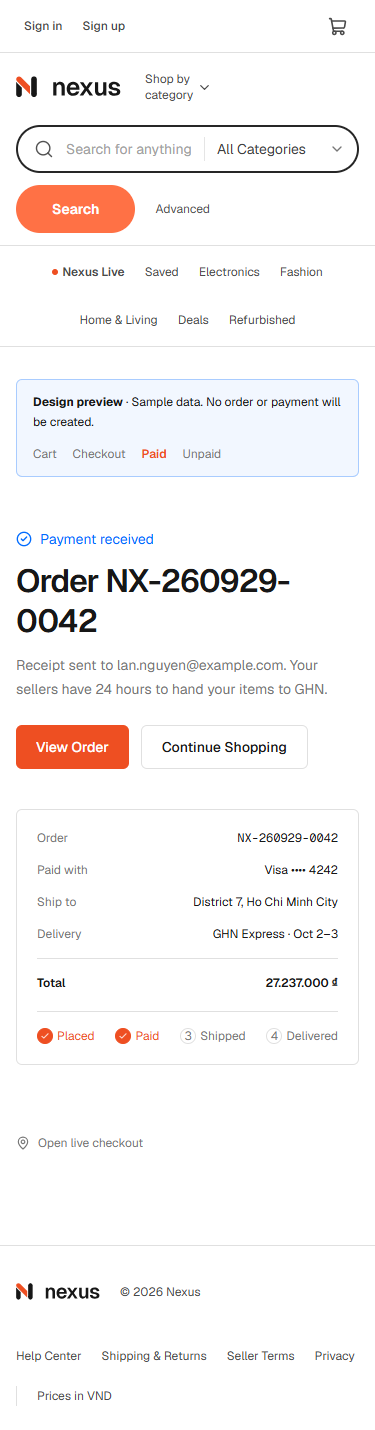 Sign in Sign up
nexus
Shop by
category
Search for anything All Categories
Search Advanced
Nexus Live Saved Electronics Fashion
Home & Living Deals Refurbished
Design preview · Sample data. No order or payment will
be created.
Cart Checkout Paid Unpaid
Payment received
Order NX-260929-
0042
Receipt sent to lan.nguyen@example.com. Your
sellers have 24 hours to hand your items to GHN.
View Order Continue Shopping
Order NX-260929-0042
Paid with Visa •••• 4242
Ship to District 7, Ho Chi Minh City
Delivery GHN Express · Oct 2–3
Total 27.237.000 ₫
Placed Paid 3 Shipped 4 Delivered
Open live checkout
nexus © 2026 Nexus
Help Center Shipping & Returns Seller Terms Privacy
Prices in VND